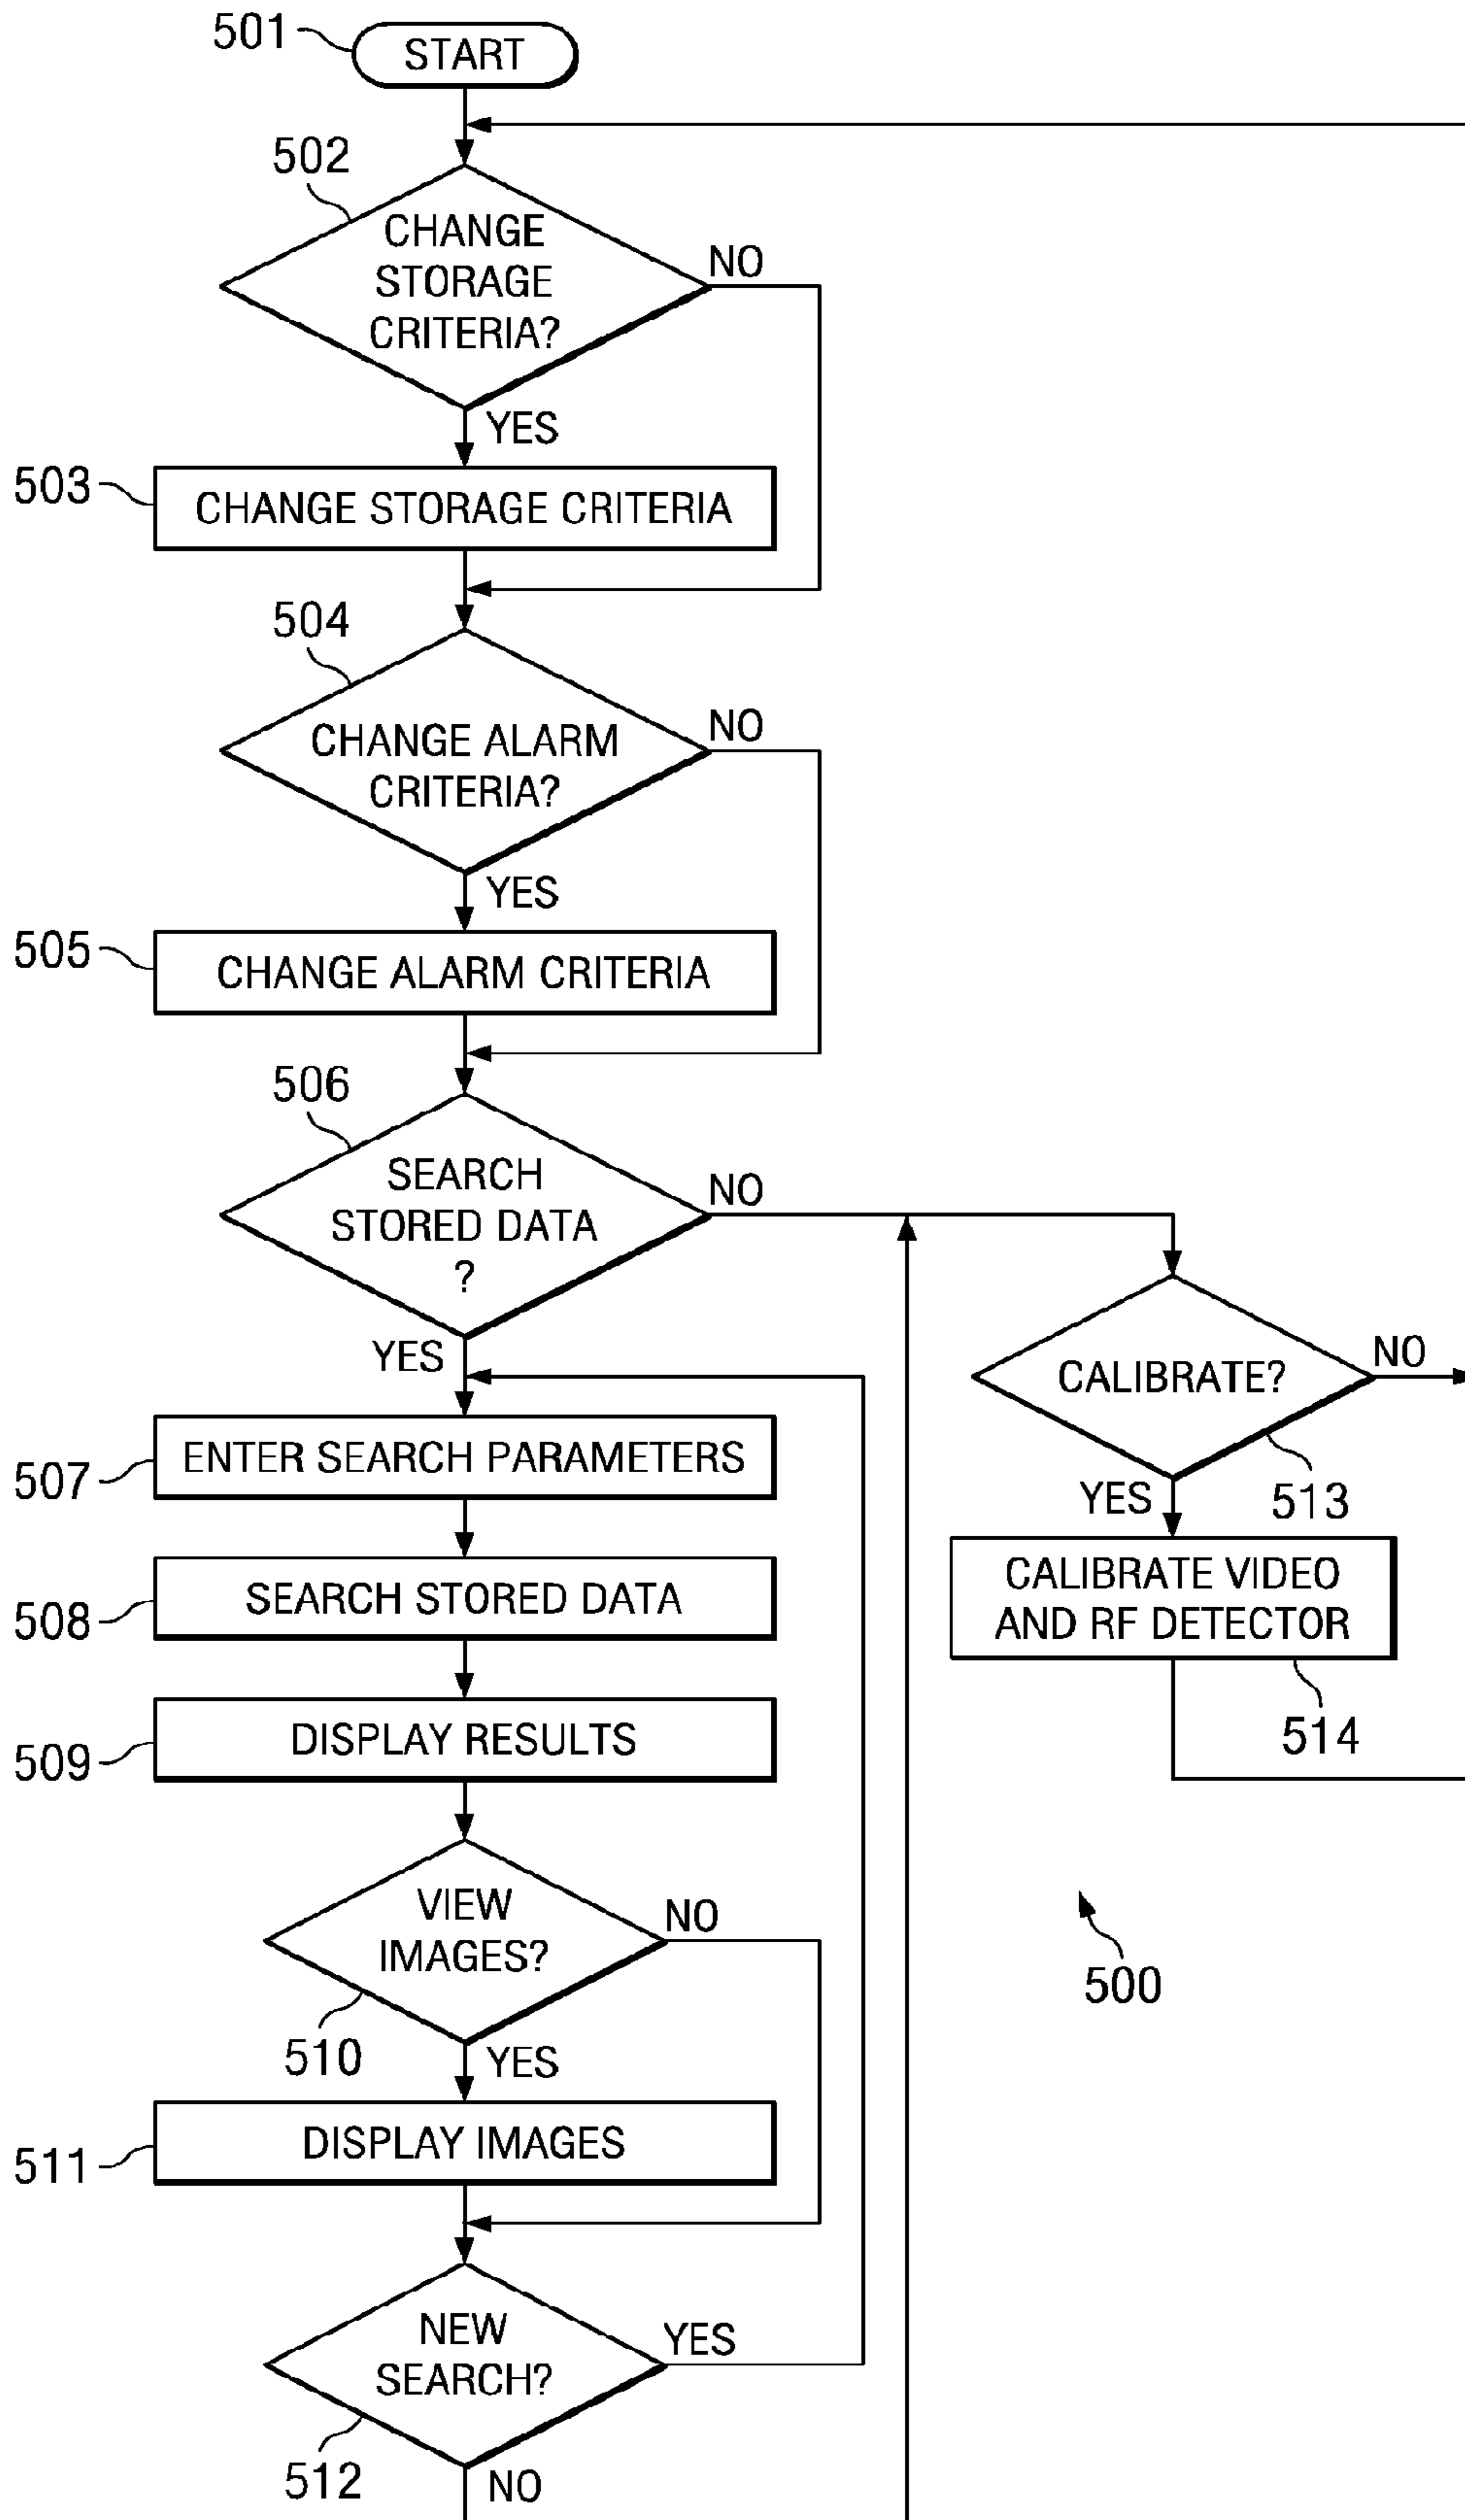 501
START
502
CHANGE
STORAGE
CRITERIA?
NO
YES
503
CHANGE STORAGE CRITERIA
504
CHANGE ALARM
CRITERIA?
NO
YES
505
CHANGE ALARM CRITERIA
506
SEARCH
STORED DATA
?
NO
YES
507
ENTER SEARCH PARAMETERS
508
SEARCH STORED DATA
509
DISPLAY RESULTS
VIEW
IMAGES?
NO
510
YES
511
DISPLAY IMAGES
NEW
SEARCH?
YES
512
NO
CALIBRATE?
NO
YES
513
CALIBRATE VIDEO
AND RF DETECTOR
514
500